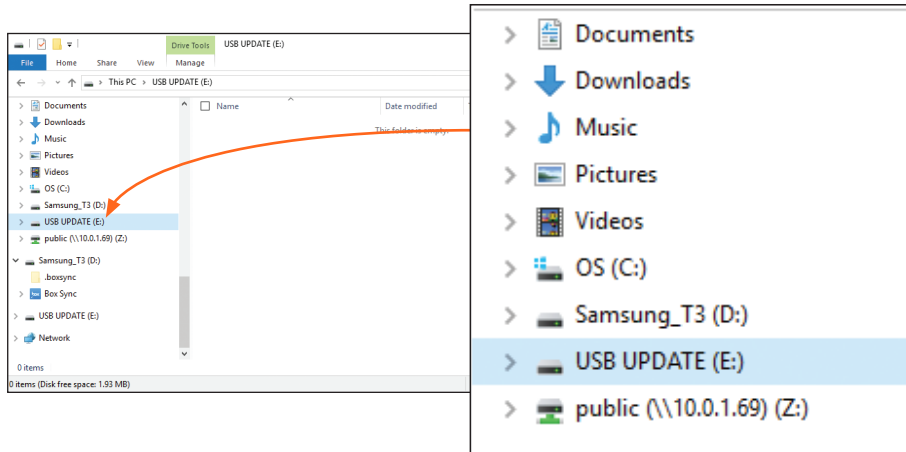 Drive Tools USB UPDATE (E:)
File Home Share View Manage
This PC > USB UPDATE (E:)
Name Date modified
This folder is empty.
Documents
Downloads
Music
Pictures
Videos
OS (C:)
Samsung_T3 (D:)
USB UPDATE (E:)
public (\\10.0.1.69) (Z:)
Samsung_T3 (D:)
.boxsync
box Box Sync
USB UPDATE (E:)
Network
0 items
0 items (Disk free space: 1.93 MB)
Documents
Downloads
Music
Pictures
Videos
OS (C:)
Samsung_T3 (D:)
USB UPDATE (E:)
public (\\10.0.1.69) (Z:)